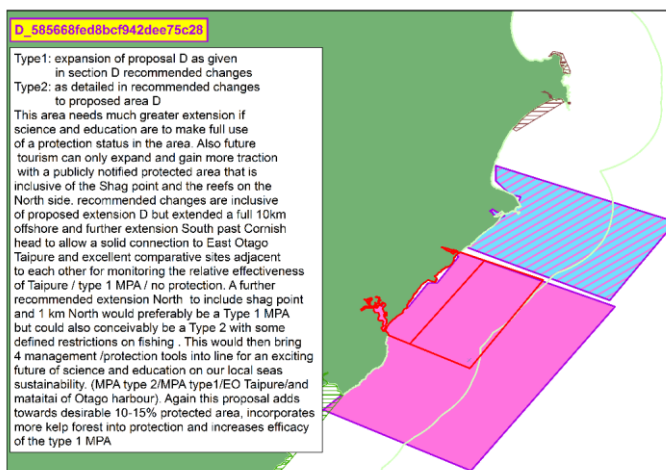 D_585668fed8bcf942dee75c28
Type1: expansion of proposal D as given
in section D recommended changes
Type2: as detailed in recommended changes
to proposed area D
This area needs much greater extension if
science and education are to make full use
of a protection status in the area. Also future
tourism can only expand and gain more traction
with a publicly notified protected area that is
inclusive of the Shag point and the reefs on the
North side. recommended changes are inclusive
of proposed extension D but extended a full 10km
offshore and further extension South past Cornish
head to allow a solid connection to East Otago
Taipure and excellent comparative sites adjacent
to each other for monitoring the relative effectiveness
of Taipure / type 1 MPA / no protection. A further
recommended extension North  to include shag point
and 1 km North would preferably be a Type 1 MPA
but could also conceivably be a Type 2 with some
defined restrictions on fishing . This would then bring
4 management /protection tools into line for an exciting
future of science and education on our local seas
sustainability. (MPA type 2/MPA type1/EO Taipure/and
mataitai of Otago harbour). Again this proposal adds
towards desirable 10-15% protected area, incorporates
more kelp forest into protection and increases efficacy
of the type 1 MPA